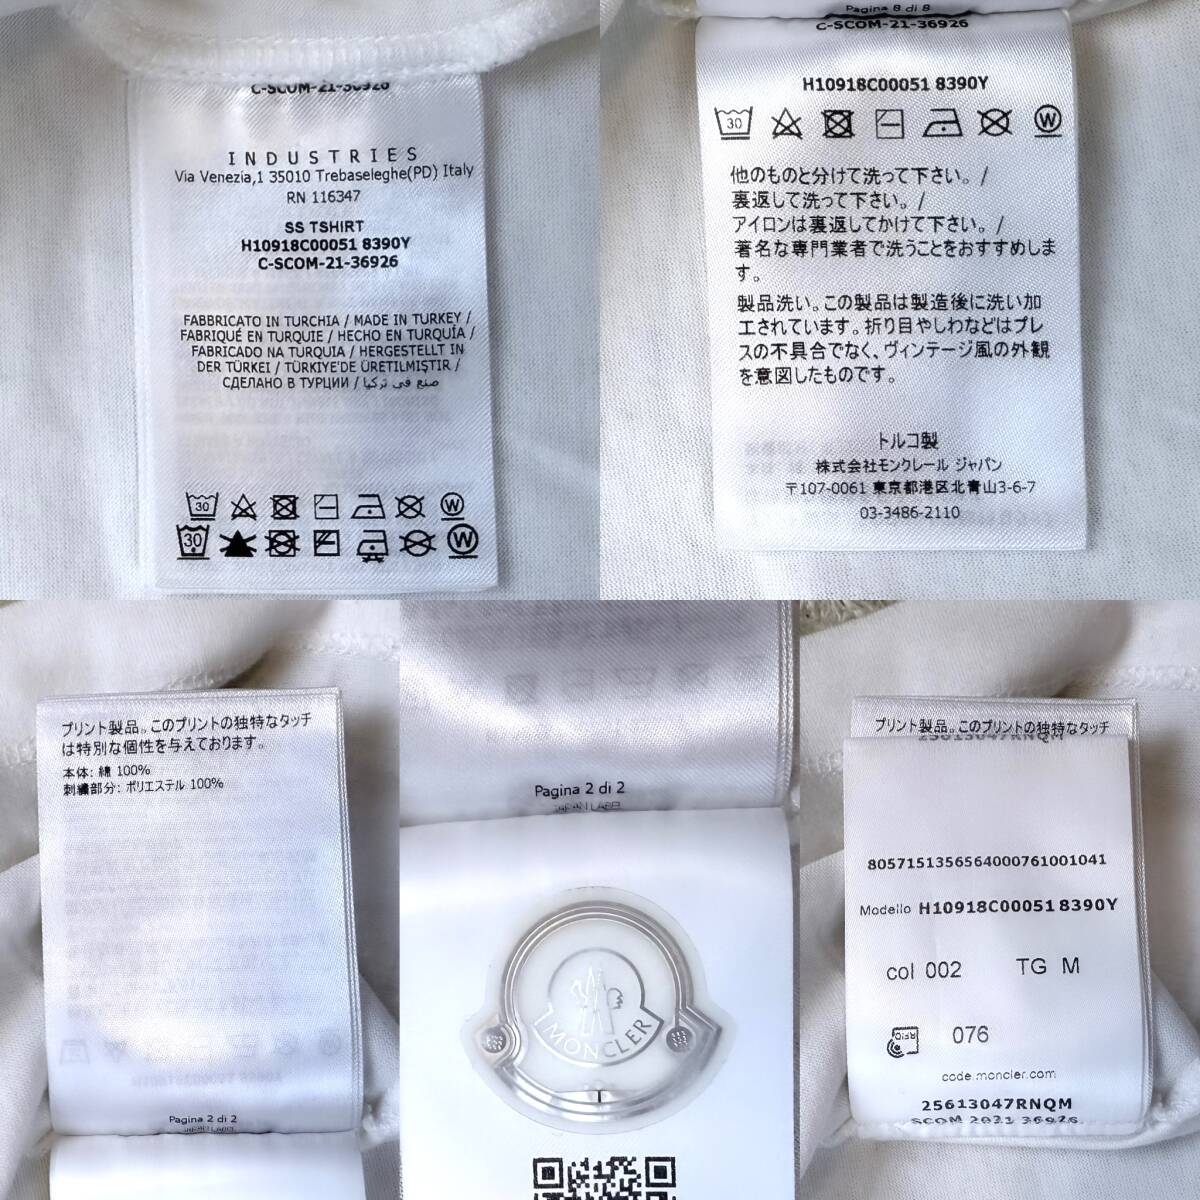 C-SCOM-21-36926
INDUSTRIES
Via Venezia,1 35010 Trebaseleghe(PD) Italy
RN 116347
SS TSHIRT
H10918C00051 8390Y
C-SCOM-21-36926
FABBRICATO IN TURCHIA / MADE IN TURKEY /
FABRIQUÉ EN TURQUIE / HECHO EN TURQUÍA /
FABRICADO NA TURQUIA / HERGESTELLT IN
DER TÜRKEI / TÜRKIYE'DE ÜRETILMIŞTIR /
СДЕЛАНО В ТУРЦИИ / صنع في تركيا /
30 W
30 W
Pagina 8 di 8
C-SCOM-21-36926
H10918C00051 8390Y
30 W
他のものと分けて洗って下さい。/
裏返して洗って下さい。/
アイロンは裏返してかけて下さい。/
著名な専門業者で洗うことをおすすめしま
す。
製品洗い。この製品は製造後に洗い加
工されています。折り目やしわなどはプレ
スの不具合でなく、ヴィンテージ風の外観
を意図したものです。
トルコ製
株式会社モンクレール ジャパン
〒107-0061 東京都港区北青山3-6-7
03-3486-2110
プリント製品。このプリントの独特なタッチ
は特別な個性を与えております。
本体: 綿 100%
刺繍部分: ポリエステル 100%
Pagina 2 di 2
JAPAN LABEL
Pagina 2 di 2
JAPAN LABEL
MONCLER
プリント製品。このプリントの独特なタッチ
25613047RNQM
8057151356564000761001041
Modello H10918C00051 8390Y
col 002 TG M
RFID 076
code.moncler.com
25613047RNQM
SCOM 2021 36926